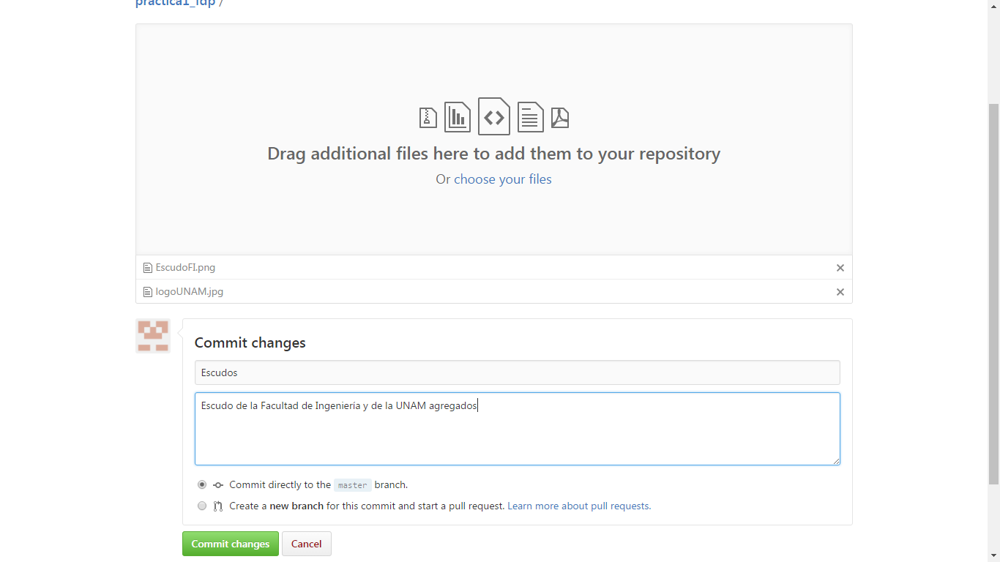 practica1_fdp /
Drag additional files here to add them to your repository
Or choose your files
EscudoFI.png
logoUNAM.jpg
Commit changes
Escudos
Escudo de la Facultad de Ingeniería y de la UNAM agregados
Commit directly to the master branch.
Create a new branch for this commit and start a pull request. Learn more about pull requests.
Commit changes Cancel